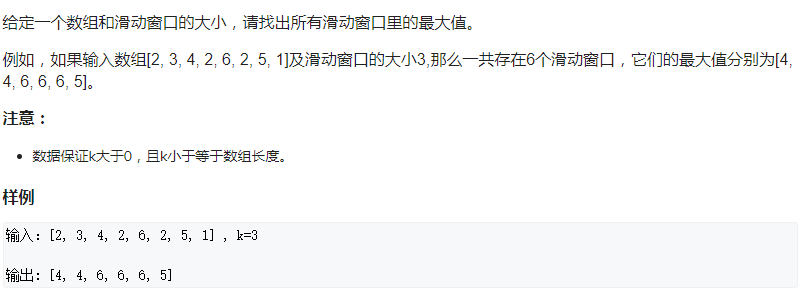 给定一个数组和滑动窗口的大小，请找出所有滑动窗口里的最大值。
例如，如果输入数组[2, 3, 4, 2, 6, 2, 5, 1]及滑动窗口的大小3,那么一共存在6个滑动窗口，它们的最大值分别为[4,
4, 6, 6, 6, 5]。
注意：
• 数据保证k大于0，且k小于等于数组长度。
样例
输入：[2, 3, 4, 2, 6, 2, 5, 1] , k=3
输出：[4, 4, 6, 6, 6, 5]